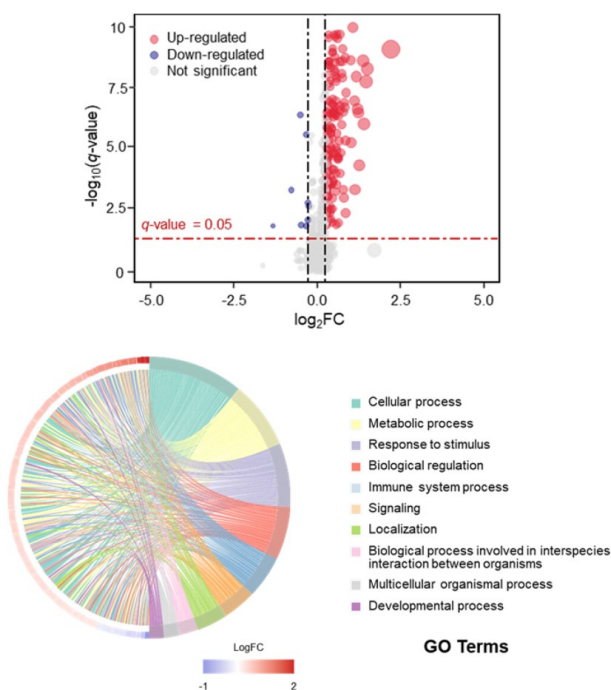 10
7.5
5.0
2.5
0
-log10(q-value)
Up-regulated
Down-regulated
Not significant
q-value = 0.05
-5.0 -2.5 0.0 2.5 5.0
log2FC
Cellular process
Metabolic process
Response to stimulus
Biological regulation
Immune system process
Signaling
Localization
Biological process involved in interspecies
interaction between organisms
Multicellular organismal process
Developmental process
GO Terms
LogFC
-1 2